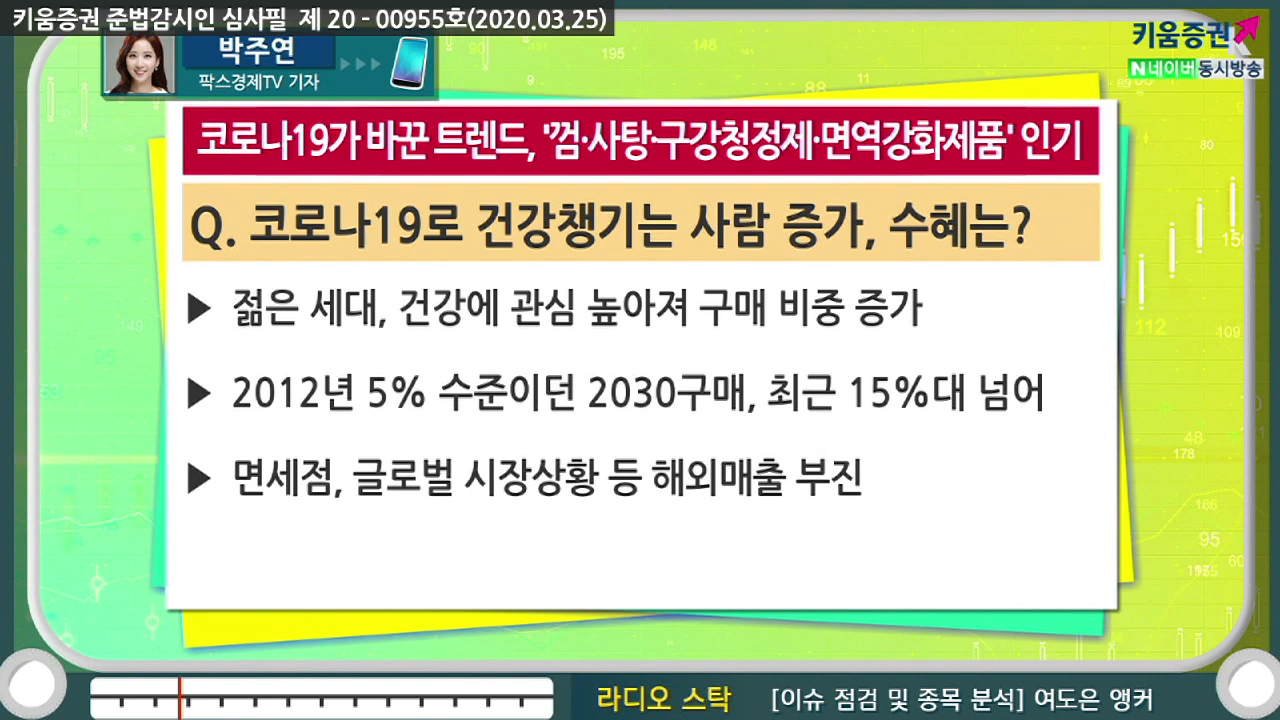 키움증권 준법감시인 심사필 제 20 - 00955호(2020.03.25)
박주연
팍스경제TV 기자
키움증권
N 네이버 동시방송
코로나19가 바꾼 트렌드, '껌·사탕·구강청정제·면역강화제품' 인기
Q. 코로나19로 건강챙기는 사람 증가, 수혜는?
▶ 젊은 세대, 건강에 관심 높아져 구매 비중 증가
▶ 2012년 5% 수준이던 2030구매, 최근 15%대 넘어
▶ 면세점, 글로벌 시장상황 등 해외매출 부진
라디오 스탁 [이슈 점검 및 종목 분석] 여도은 앵커